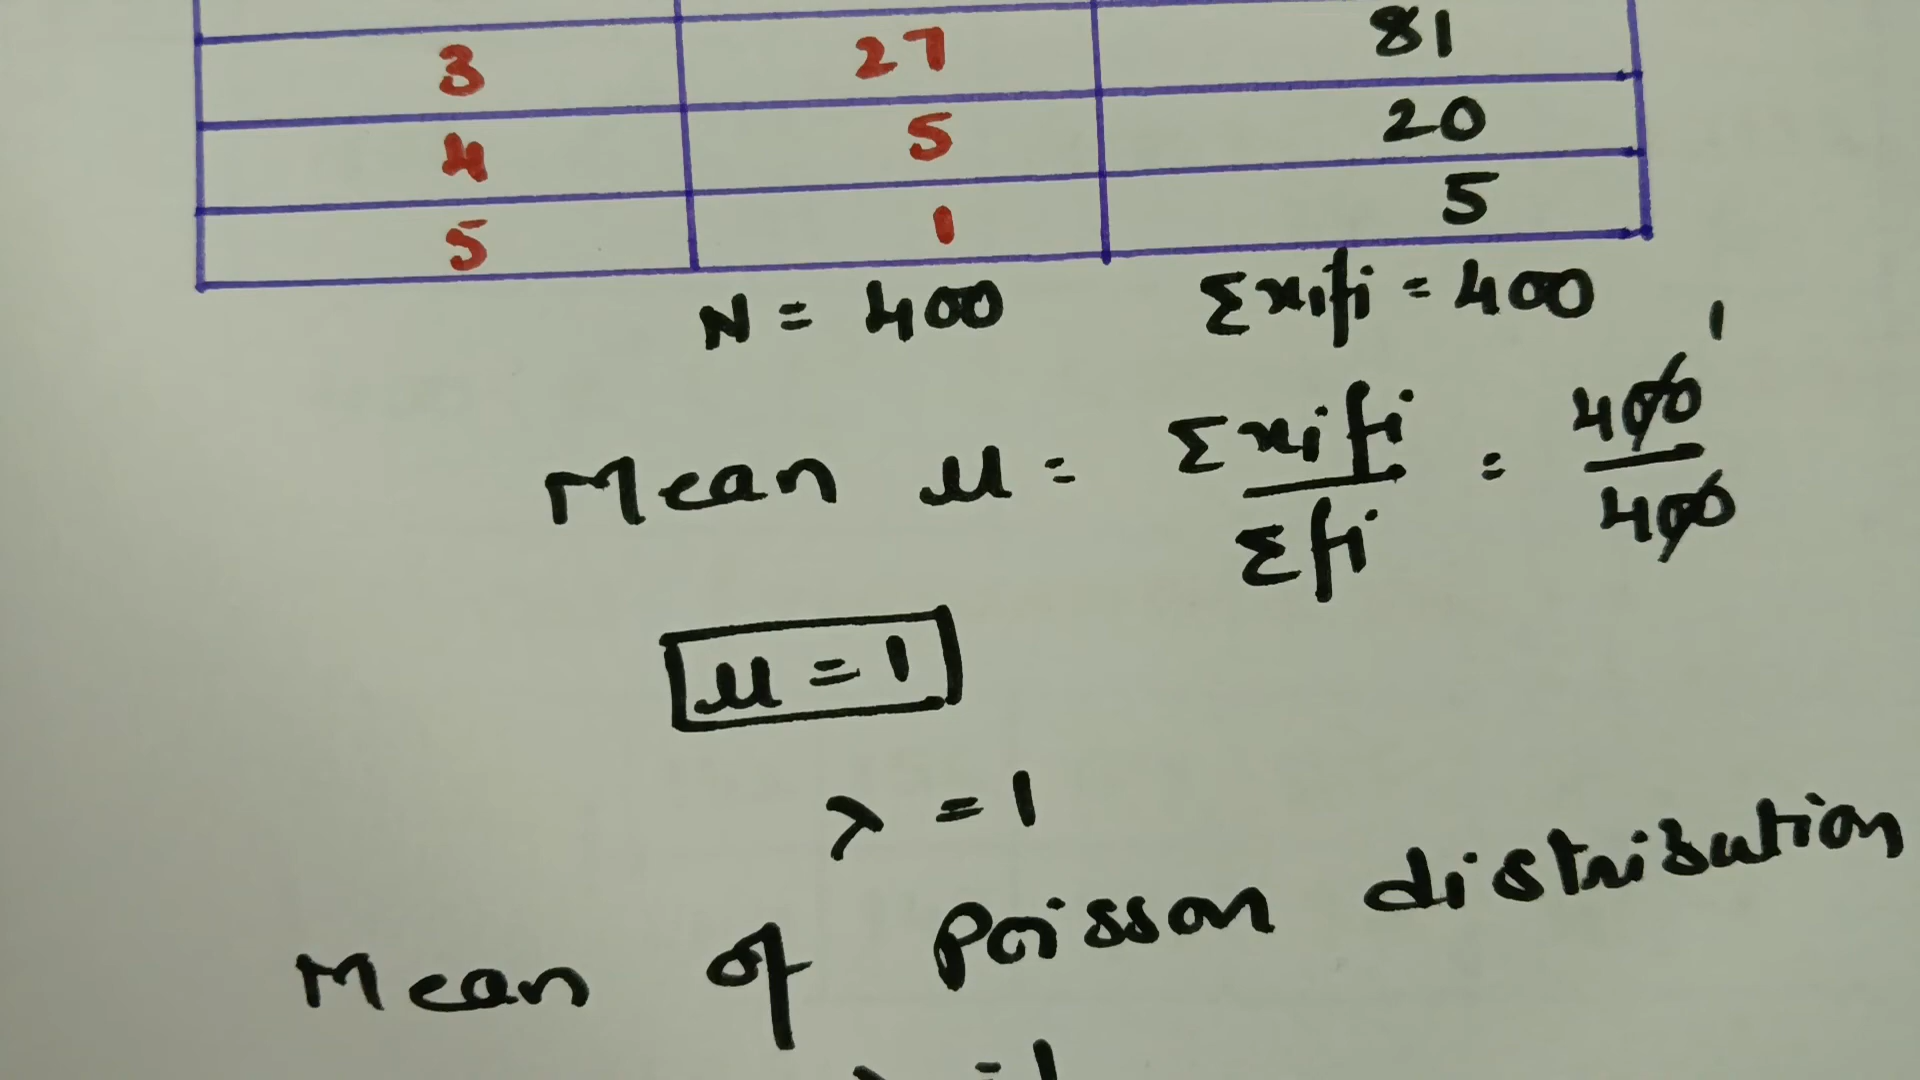 3 27 81
4 5 20
5 1 5
N = 400 Σxifi = 400
Mean μ = Σxifi / Σfi = 400 / 400 1
μ = 1
λ = 1
Mean of Poisson distribution